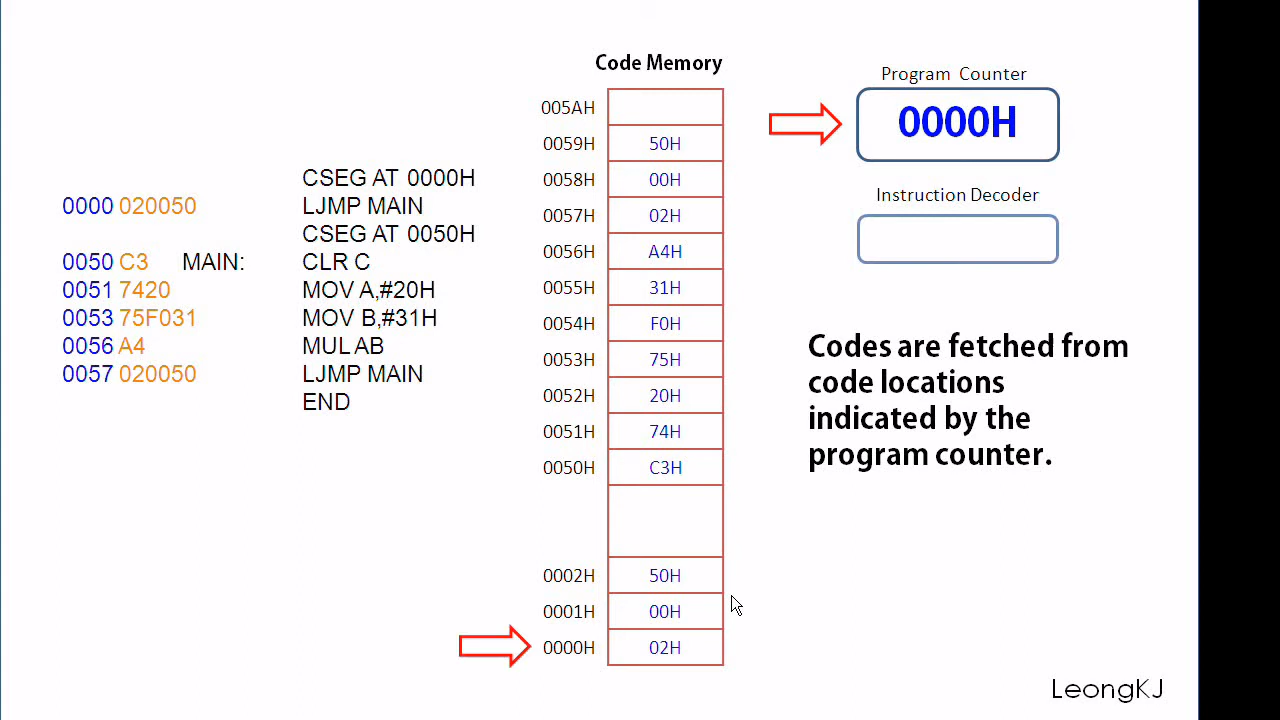 CSEG AT 0000H
0000 020050 LJMP MAIN
CSEG AT 0050H
0050 C3 MAIN: CLR C
0051 7420 MOV A,#20H
0053 75F031 MOV B,#31H
0056 A4 MUL AB
0057 020050 LJMP MAIN
END
Code Memory
005AH
0059H 50H
0058H 00H
0057H 02H
0056H A4H
0055H 31H
0054H F0H
0053H 75H
0052H 20H
0051H 74H
0050H C3H
0002H 50H
0001H 00H
0000H 02H
Program Counter
0000H
Instruction Decoder
Codes are fetched from
code locations
indicated by the
program counter.
LeongKJ